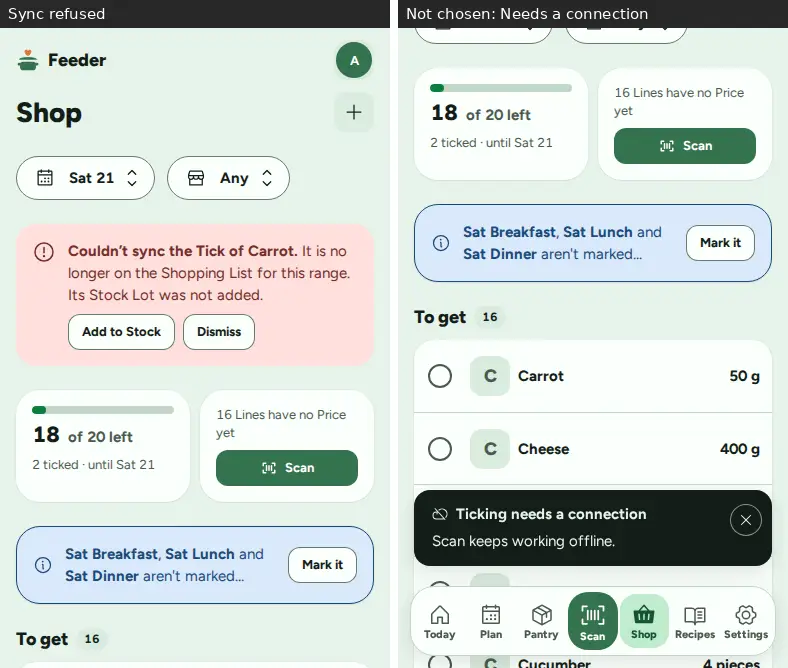 Sync refused
Feeder
A
Shop
Sat 21
Any
Couldn't sync the Tick of Carrot. It is no
longer on the Shopping List for this range.
Its Stock Lot was not added.
Add to Stock
Dismiss
18 of 20 left
2 ticked · until Sat 21
16 Lines have no Price
yet
Scan
Sat Breakfast, Sat Lunch and
Sat Dinner aren't marked...
Mark it
To get 16
Not chosen: Needs a connection
18 of 20 left
2 ticked · until Sat 21
16 Lines have no Price
yet
Scan
Sat Breakfast, Sat Lunch and
Sat Dinner aren't marked...
Mark it
To get 16
C Carrot 50 g
C Cheese 400 g
Ticking needs a connection
Scan keeps working offline.
Today
Plan
Pantry
Scan
Shop
Recipes
Settings
C Cucumber 4 pieces